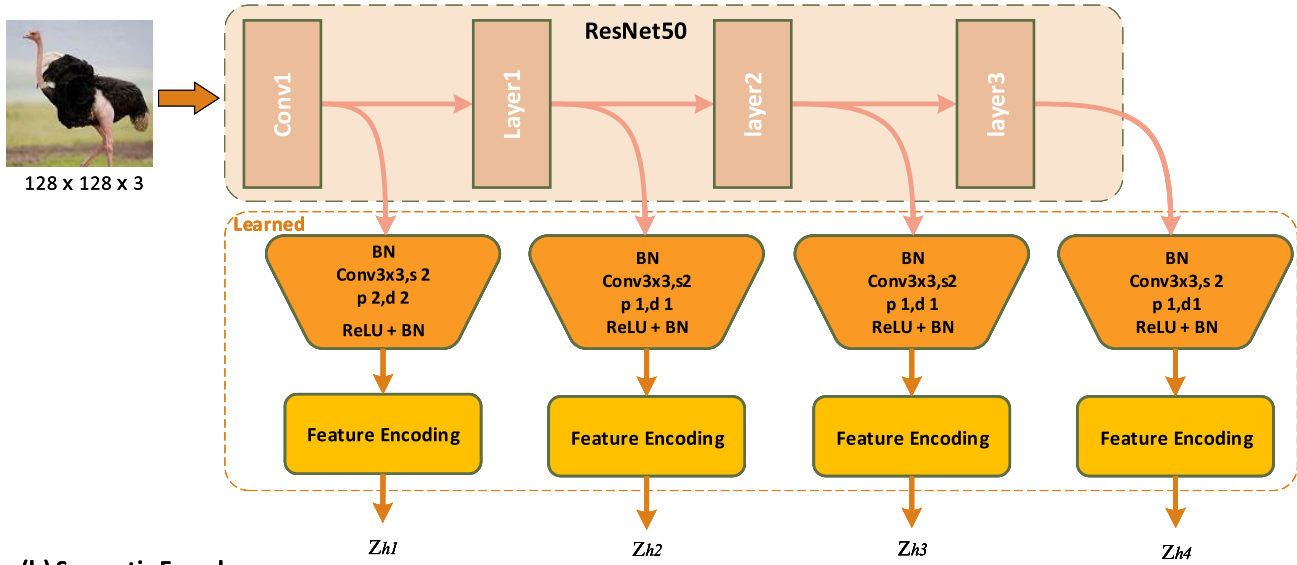 ResNet50
Conv1
Layer1
layer2
layer3
128 x 128 x 3
Learned
BN
Conv3x3,s 2
p 2,d 2
ReLU + BN
BN
Conv3x3,s2
p 1,d 1
ReLU + BN
BN
Conv3x3,s2
p 1,d 1
ReLU + BN
BN
Conv3x3,s 2
p 1,d1
ReLU + BN
Feature Encoding
Feature Encoding
Feature Encoding
Feature Encoding
Zh1
Zh2
Zh3
Zh4